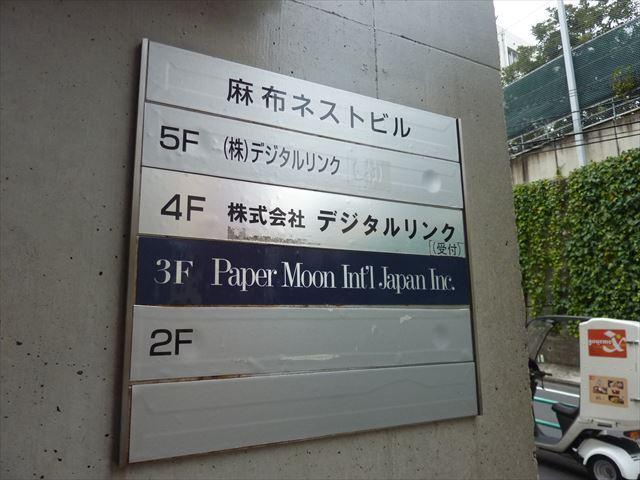 麻布ネストビル
5F (株)デジタルリンク
4F 株式会社 デジタルリンク
(受付)
3F Paper Moon Int'l Japan Inc.
2F